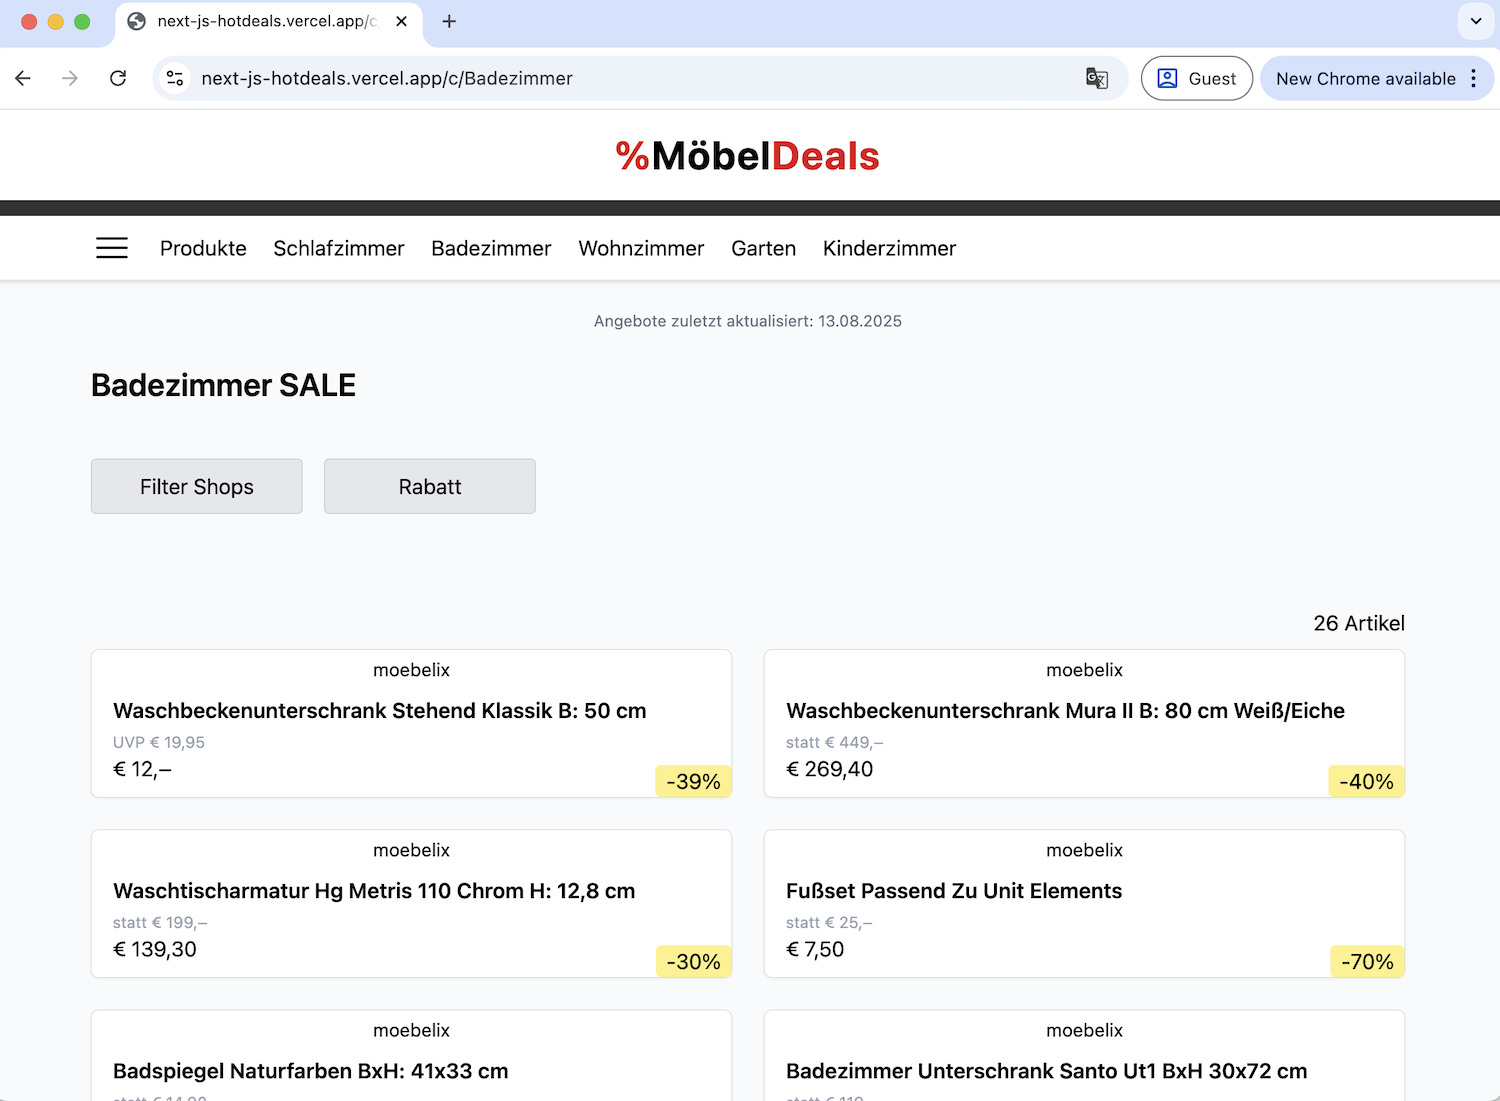 next-js-hotdeals.vercel.app/c
next-js-hotdeals.vercel.app/c/Badezimmer
Guest
New Chrome available
%MöbelDeals
Produkte Schlafzimmer Badezimmer Wohnzimmer Garten Kinderzimmer
Angebote zuletzt aktualisiert: 13.08.2025
Badezimmer SALE
Filter Shops
Rabatt
26 Artikel
moebelix
Waschbeckenunterschrank Stehend Klassik B: 50 cm
UVP € 19,95
€ 12,–
-39%
moebelix
Waschbeckenunterschrank Mura II B: 80 cm Weiß/Eiche
statt € 449,–
€ 269,40
-40%
moebelix
Waschtischarmatur Hg Metris 110 Chrom H: 12,8 cm
statt € 199,–
€ 139,30
-30%
moebelix
Fußset Passend Zu Unit Elements
statt € 25,–
€ 7,50
-70%
moebelix
Badspiegel Naturfarben BxH: 41x33 cm
moebelix
Badezimmer Unterschrank Santo Ut1 BxH 30x72 cm